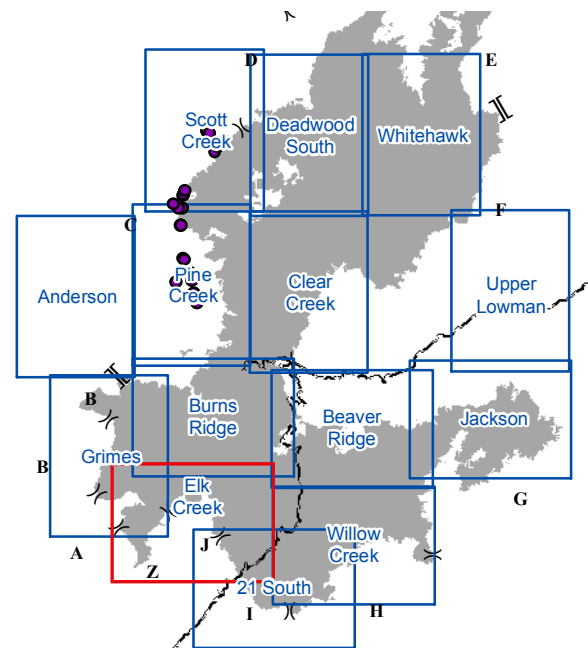 D
E
Scott
Creek
Deadwood
South
Whitehawk
C
F
Anderson
Pine
Creek
Clear
Creek
Upper
Lowman
B
Burns
Ridge
Beaver
Ridge
Jackson
B
Grimes
Elk
Creek
G
A
Z
J
Willow
Creek
21 South
I
H